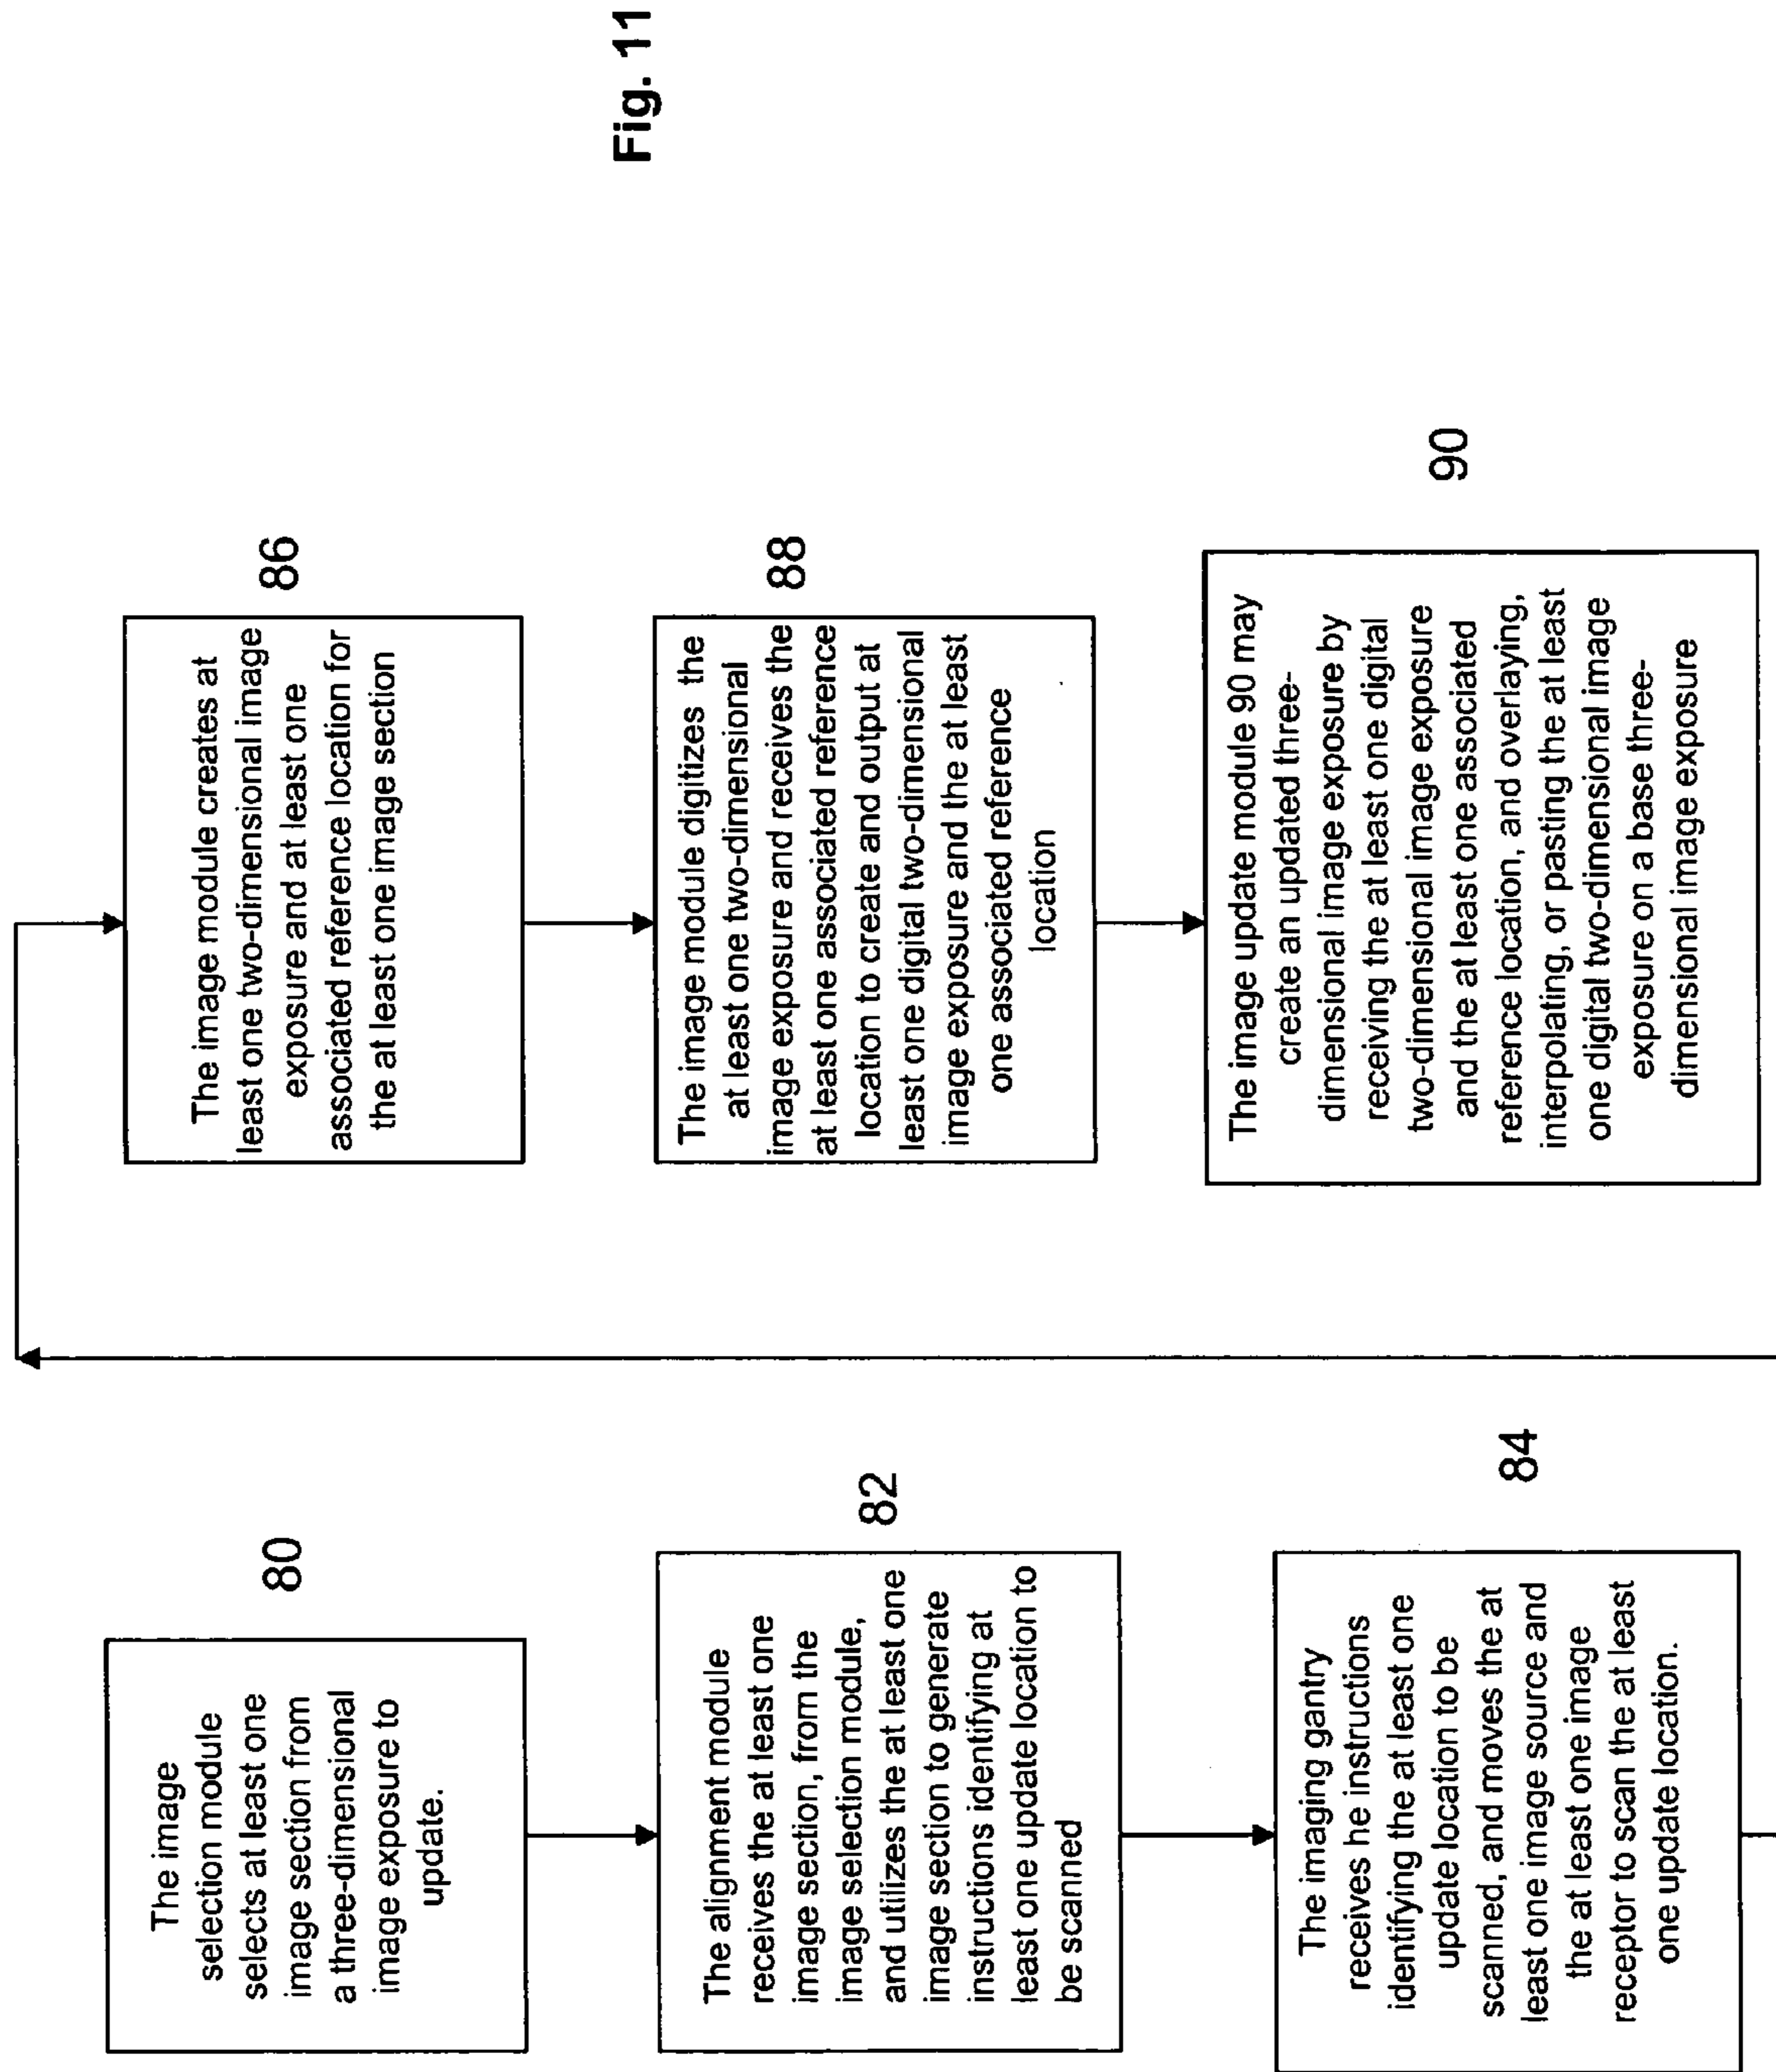 The image
selection module
selects at least one
image section from
a three-dimensional
image exposure to
update.
80
The alignment module
receives the at least one
image section, from the
image selection module,
and utilizes the at least one
image section to generate
instructions identifying at
least one update location to
be scanned
82
The imaging gantry
receives he instructions
identifying the at least one
update location to be
scanned, and moves the at
least one image source and
the at least one image
receptor to scan the at least
one update location.
84
The image module creates at
least one two-dimensional image
exposure and at least one
associated reference location for
the at least one image section
86
The image module digitizes the
at least one two-dimensional
image exposure and receives the
at least one associated reference
location to create and output at
least one digital two-dimensional
image exposure and the at least
one associated reference
location
88
The image update module 90 may
create an updated three-
dimensional image exposure by
receiving the at least one digital
two-dimensional image exposure
and the at least one associated
reference location, and overlaying,
interpolating, or pasting the at least
one digital two-dimensional image
exposure on a base three-
dimensional image exposure
90
Fig. 11